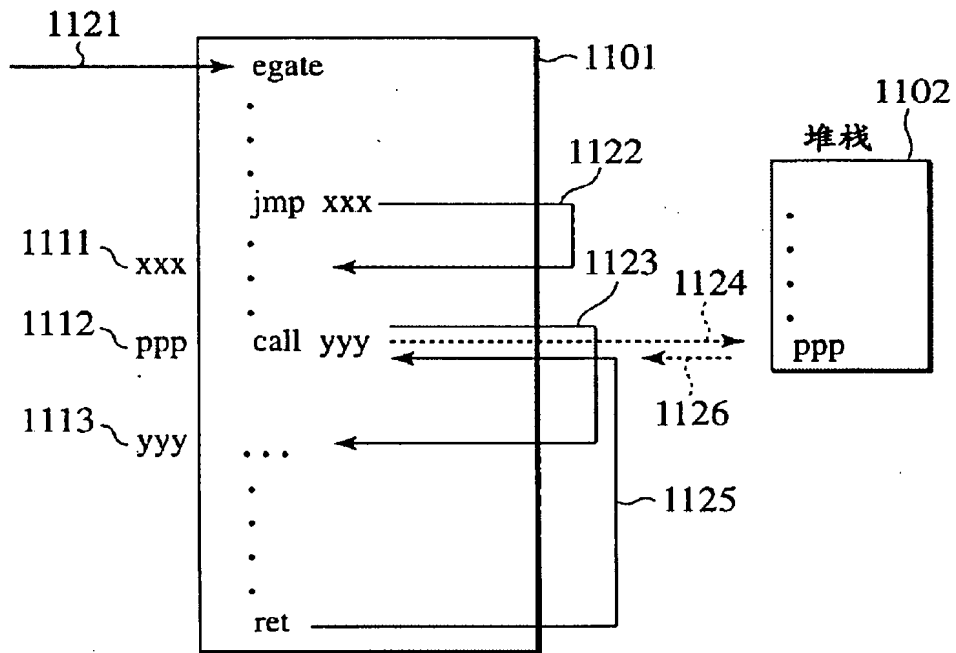 1121
egate
1101
1102
堆栈
1122
jmp xxx
1111
xxx
1123
1124
1112
ppp
call yyy
ppp
1126
1113
yyy
1125
ret